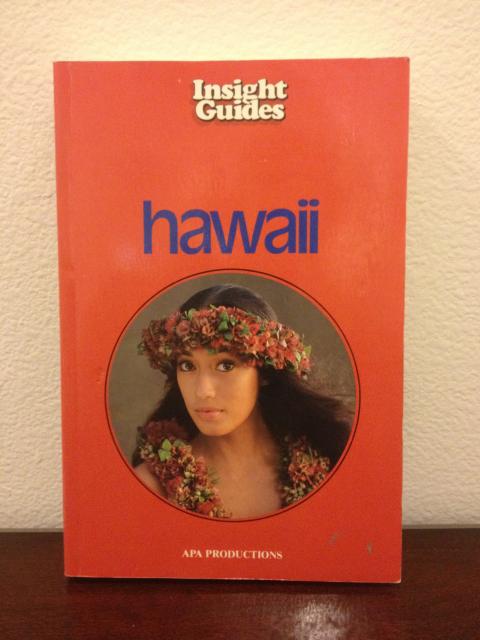 Insight
Guides
hawaii
APA PRODUCTIONS